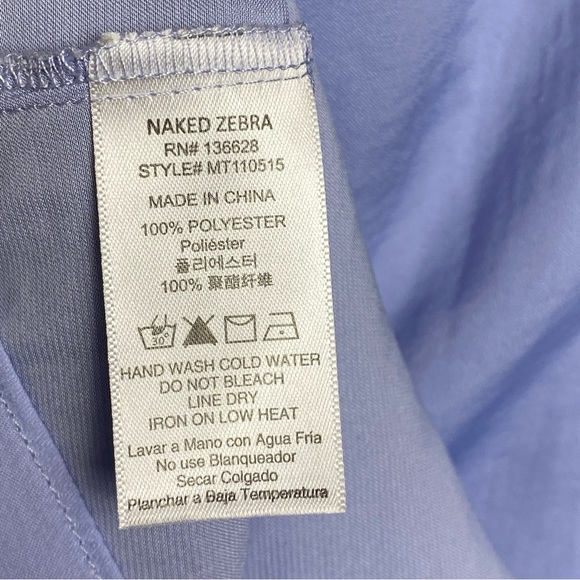 NAKED ZEBRA
RN# 136628
STYLE# MT110515
MADE IN CHINA
100% POLYESTER
Poliéster
폴리에스터
100% 聚酯纤维
30°
HAND WASH COLD WATER
DO NOT BLEACH
LINE DRY
IRON ON LOW HEAT
Lavar a Mano con Agua Fría
No use Blanqueador
Secar Colgado
Planchar a Baja Temperatura